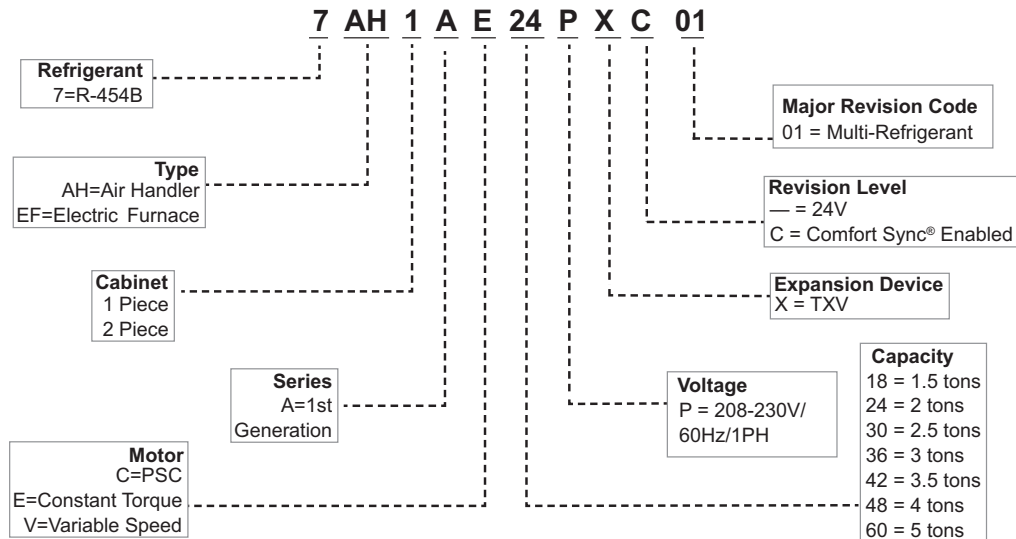 7 AH 1 A E 24 P X C 01
Refrigerant
7=R-454B
Type
AH=Air Handler
EF=Electric Furnace
Cabinet
1 Piece
2 Piece
Series
A=1st
Generation
Motor
C=PSC
E=Constant Torque
V=Variable Speed
Major Revision Code
01 = Multi-Refrigerant
Revision Level
— = 24V
C = Comfort Sync® Enabled
Expansion Device
X = TXV
Capacity
18 = 1.5 tons
24 = 2 tons
30 = 2.5 tons
36 = 3 tons
42 = 3.5 tons
48 = 4 tons
60 = 5 tons
Voltage
P = 208-230V/
60Hz/1PH